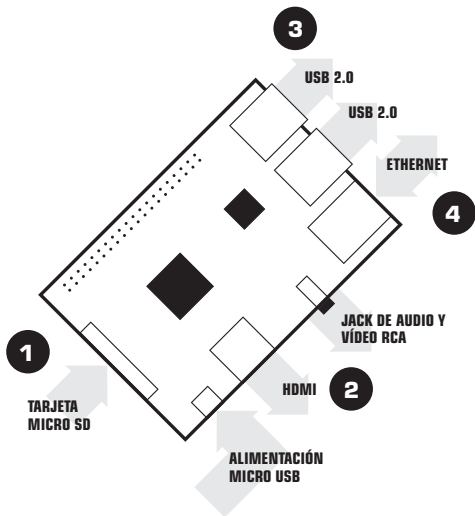 3
USB 2.0
USB 2.0
ETHERNET
4
JACK DE AUDIO Y
VÍDEO RCA
1
HDMI
2
TARJETA
MICRO SD
ALIMENTACIÓN
MICRO USB